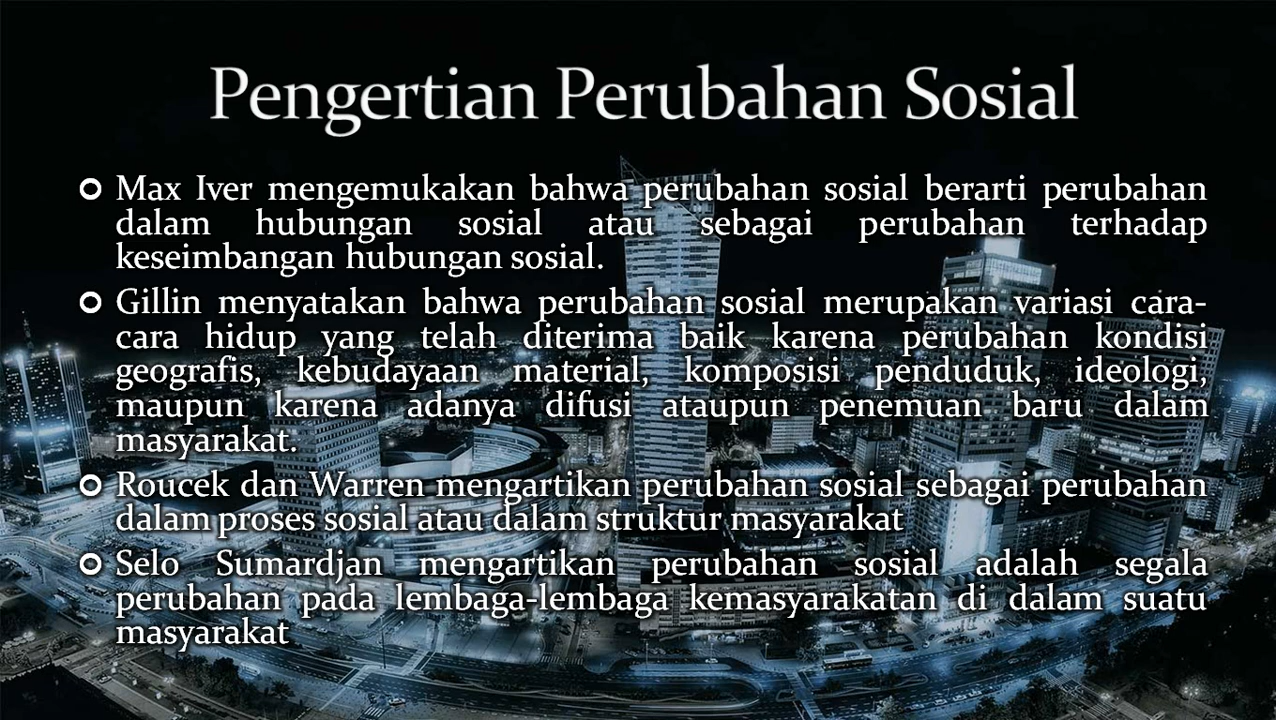 Pengertian Perubahan Sosial
Max Iver mengemukakan bahwa perubahan sosial berarti perubahan
dalam hubungan sosial atau sebagai perubahan terhadap
keseimbangan hubungan sosial.
Gillin menyatakan bahwa perubahan sosial merupakan variasi cara-
cara hidup yang telah diterima baik karena perubahan kondisi
geografis, kebudayaan material, komposisi penduduk, ideologi,
maupun karena adanya difusi ataupun penemuan baru dalam
masyarakat.
Roucek dan Warren mengartikan perubahan sosial sebagai perubahan
dalam proses sosial atau dalam struktur masyarakat
Selo Sumardjan mengartikan perubahan sosial adalah segala
perubahan pada lembaga-lembaga kemasyarakatan di dalam suatu
masyarakat